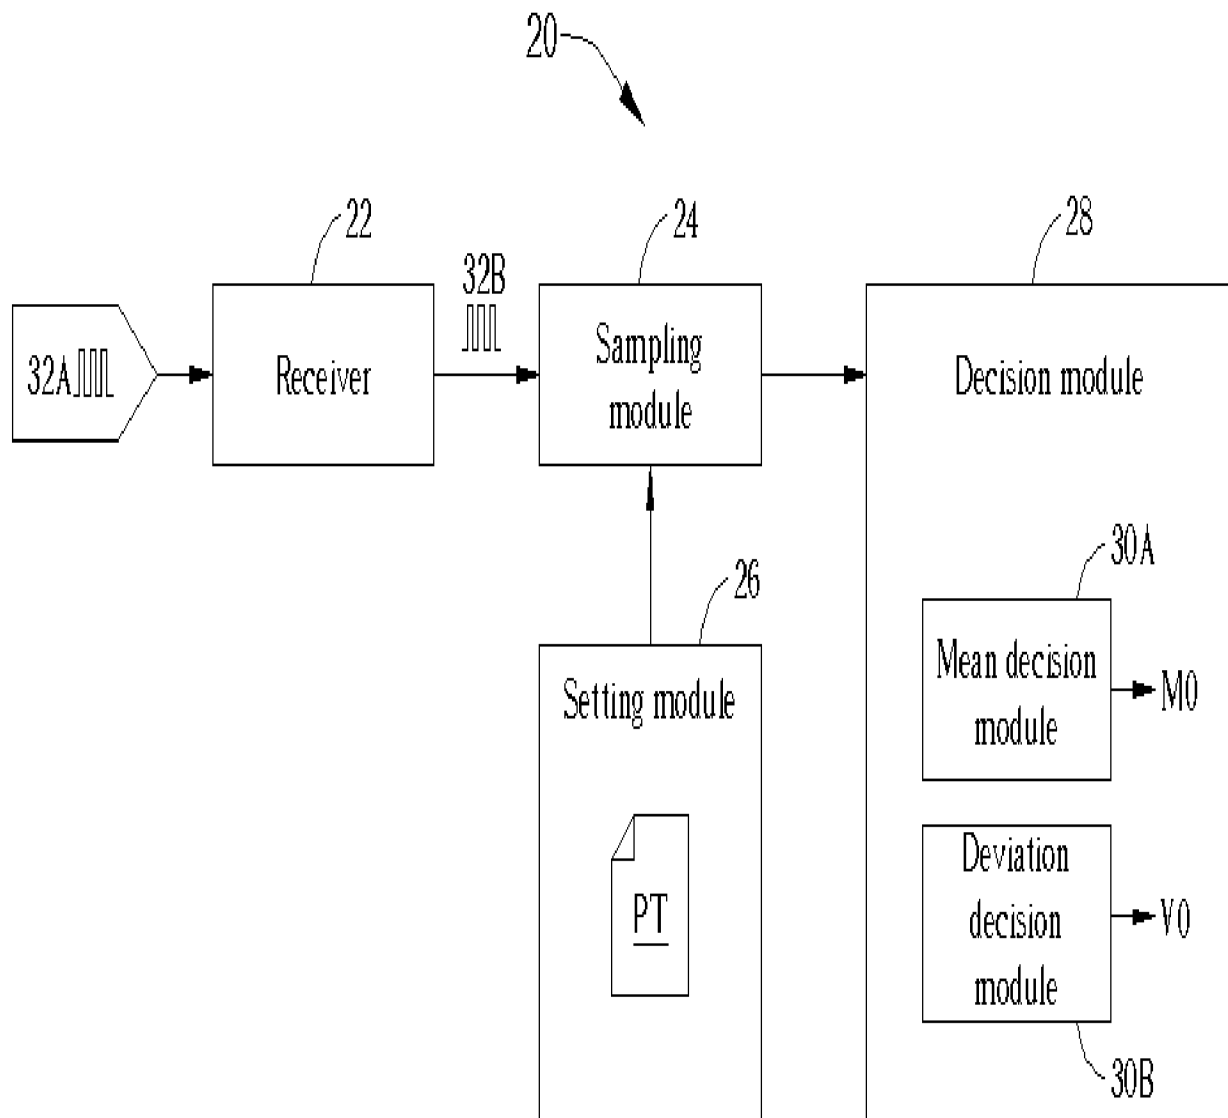 20
22
24
28
32B
32A
Receiver
Sampling
module
Decision module
26
30A
Setting module
Mean decision
module
M0
PT
Deviation
decision
module
V0
30B